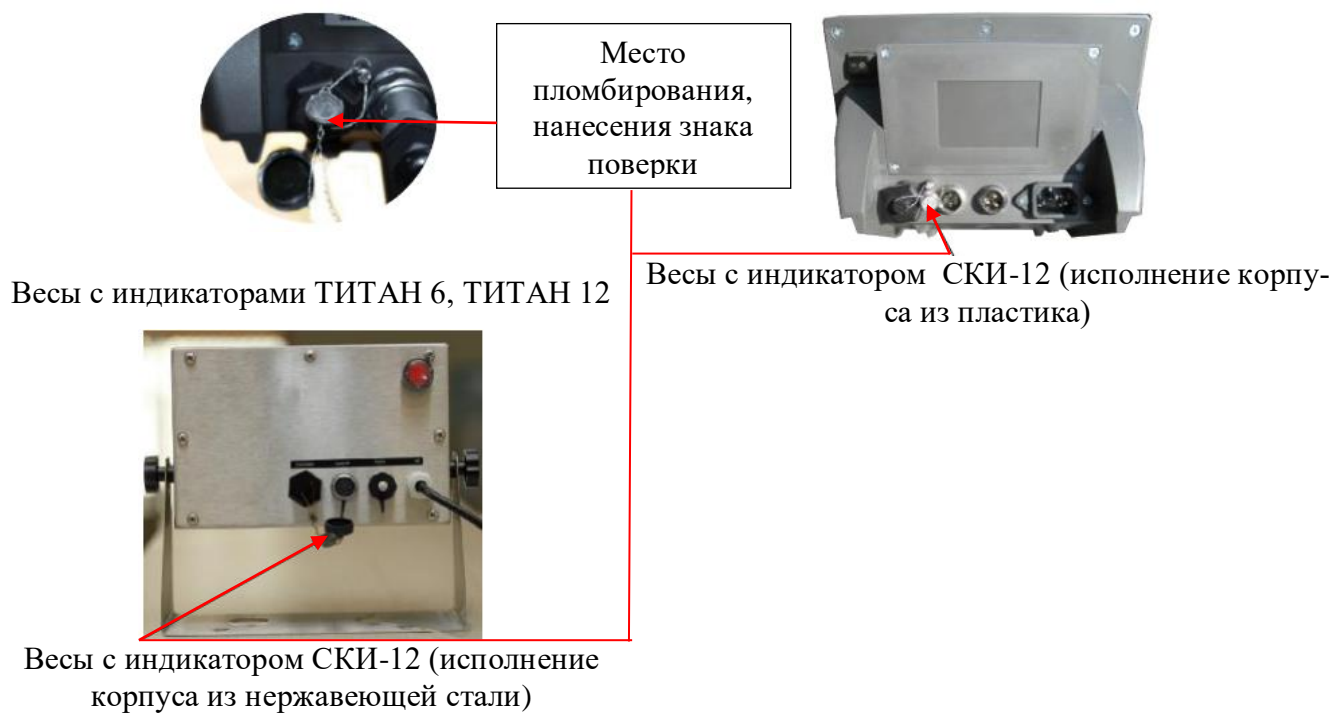 Место
пломбирования,
нанесения знака
поверки
Весы с индикаторами ТИТАН 6, ТИТАН 12
Весы с индикатором СКИ-12 (исполнение корпу-
са из пластика)
Весы с индикатором СКИ-12 (исполнение
корпуса из нержавеющей стали)